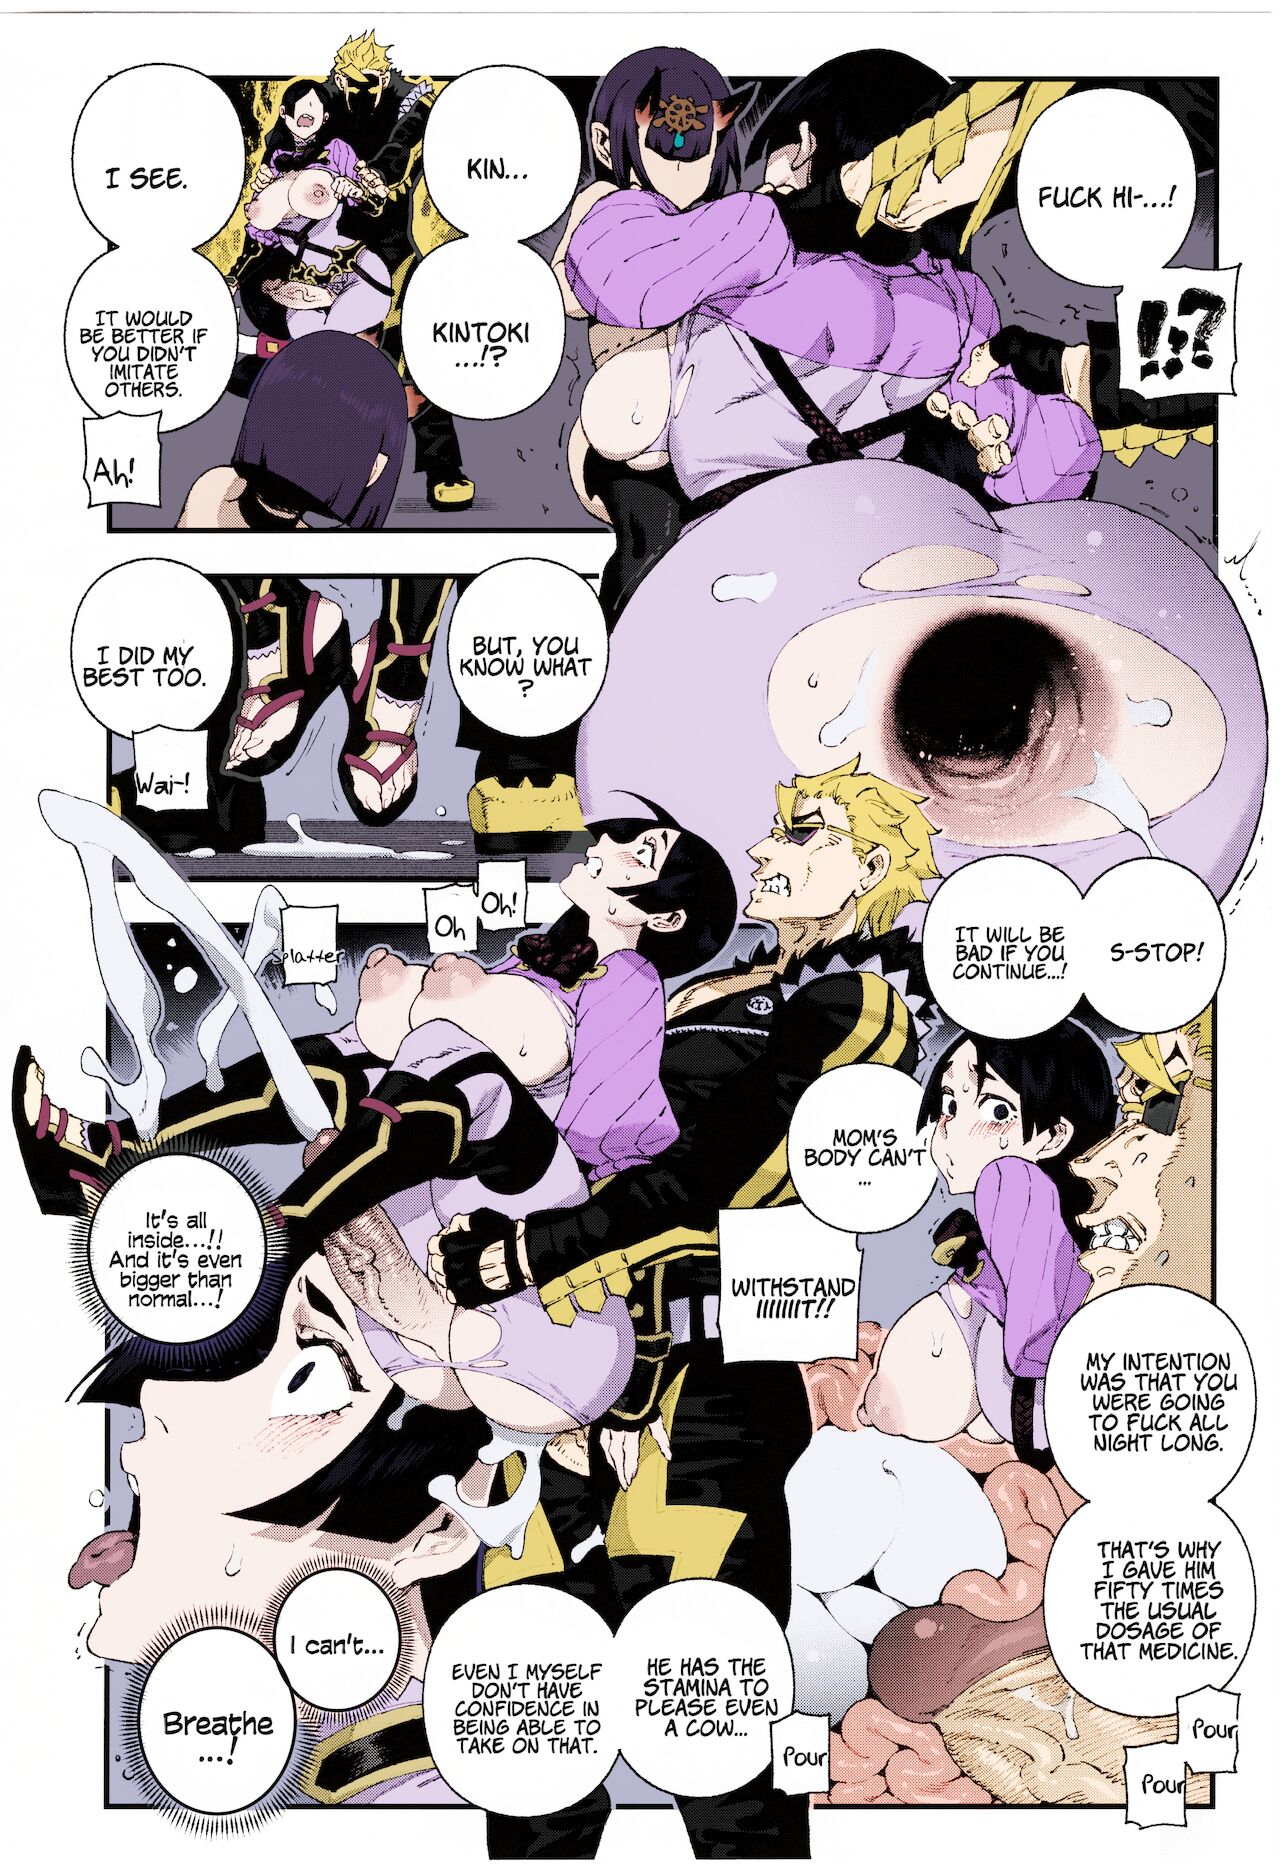 FUCK HI-...!
!?
KIN...
KINTOKI
...!?
I SEE.
IT WOULD
BE BETTER IF
YOU DIDN'T
IMITATE
OTHERS.
Ah!
BUT, YOU
KNOW WHAT
?
I DID MY
BEST TOO.
Wai-!
S-STOP!
IT WILL BE
BAD IF YOU
CONTINUE...!
MOM'S
BODY CAN'T
...
WITHSTAND
IIIIIIIT!!
Oh!
Oh
Splatter
It's all
inside...!!
And it's even
bigger than
normal...!
MY INTENTION
WAS THAT YOU
WERE GOING
TO FUCK ALL
NIGHT LONG.
THAT'S WHY
I GAVE HIM
FIFTY TIMES
THE USUAL
DOSAGE OF
THAT MEDICINE.
Pour
Pour
Pour
HE HAS THE
STAMINA TO
PLEASE EVEN
A COW...
EVEN I MYSELF
DON'T HAVE
CONFIDENCE IN
BEING ABLE TO
TAKE ON THAT.
I can't...
Breathe
...!